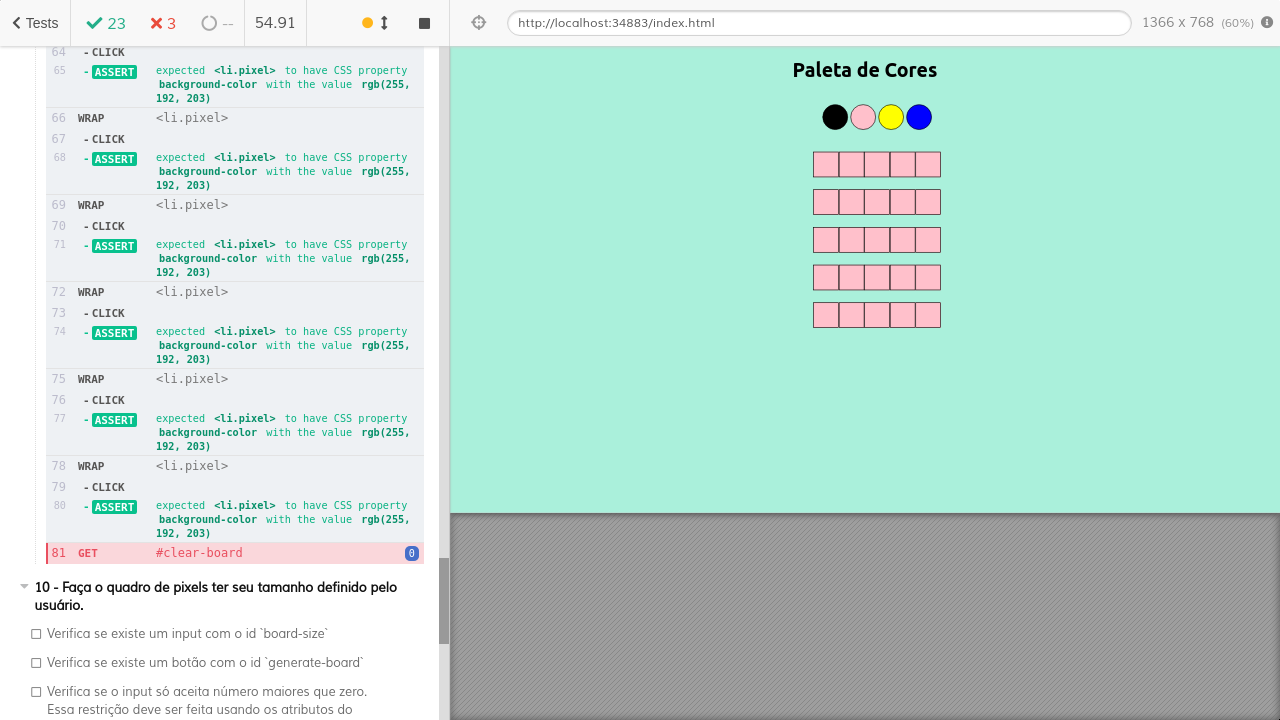 Tests 23 3 -- 54.91 http://localhost:34883/index.html 1366 x 768 (60%)
64 - CLICK
65 - ASSERT expected <li.pixel> to have CSS property
background-color with the value rgb(255,
192, 203)
66 WRAP <li.pixel>
67 - CLICK
68 - ASSERT expected <li.pixel> to have CSS property
background-color with the value rgb(255,
192, 203)
69 WRAP <li.pixel>
70 - CLICK
71 - ASSERT expected <li.pixel> to have CSS property
background-color with the value rgb(255,
192, 203)
72 WRAP <li.pixel>
73 - CLICK
74 - ASSERT expected <li.pixel> to have CSS property
background-color with the value rgb(255,
192, 203)
75 WRAP <li.pixel>
76 - CLICK
77 - ASSERT expected <li.pixel> to have CSS property
background-color with the value rgb(255,
192, 203)
78 WRAP <li.pixel>
79 - CLICK
80 - ASSERT expected <li.pixel> to have CSS property
background-color with the value rgb(255,
192, 203)
81 GET #clear-board 0
10 - Faça o quadro de pixels ter seu tamanho definido pelo
usuário.
Verifica se existe um input com o id `board-size`
Verifica se existe um botão com o id `generate-board`
Verifica se o input só aceita número maiores que zero.
Essa restrição deve ser feita usando os atributos do
Paleta de Cores